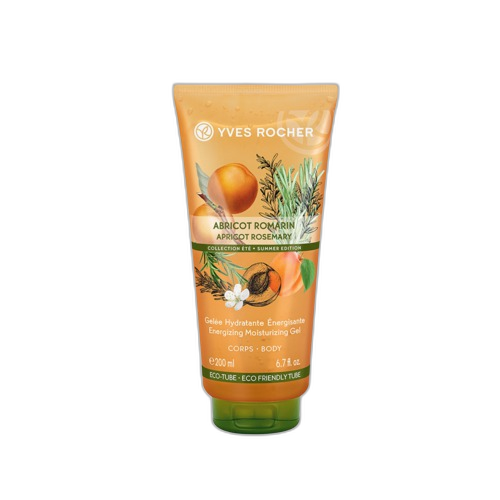 YVES ROCHER
ABRICOT ROMARIN
APRICOT ROSEMARY
COLLECTION ÉTÉ • SUMMER EDITION
Gelée Hydratante Énergisante
Energizing Moisturizing Gel
CORPS - BODY
℮ 200 ml 6.7 fl. oz.
ECO-TUBE - ECO FRIENDLY TUBE